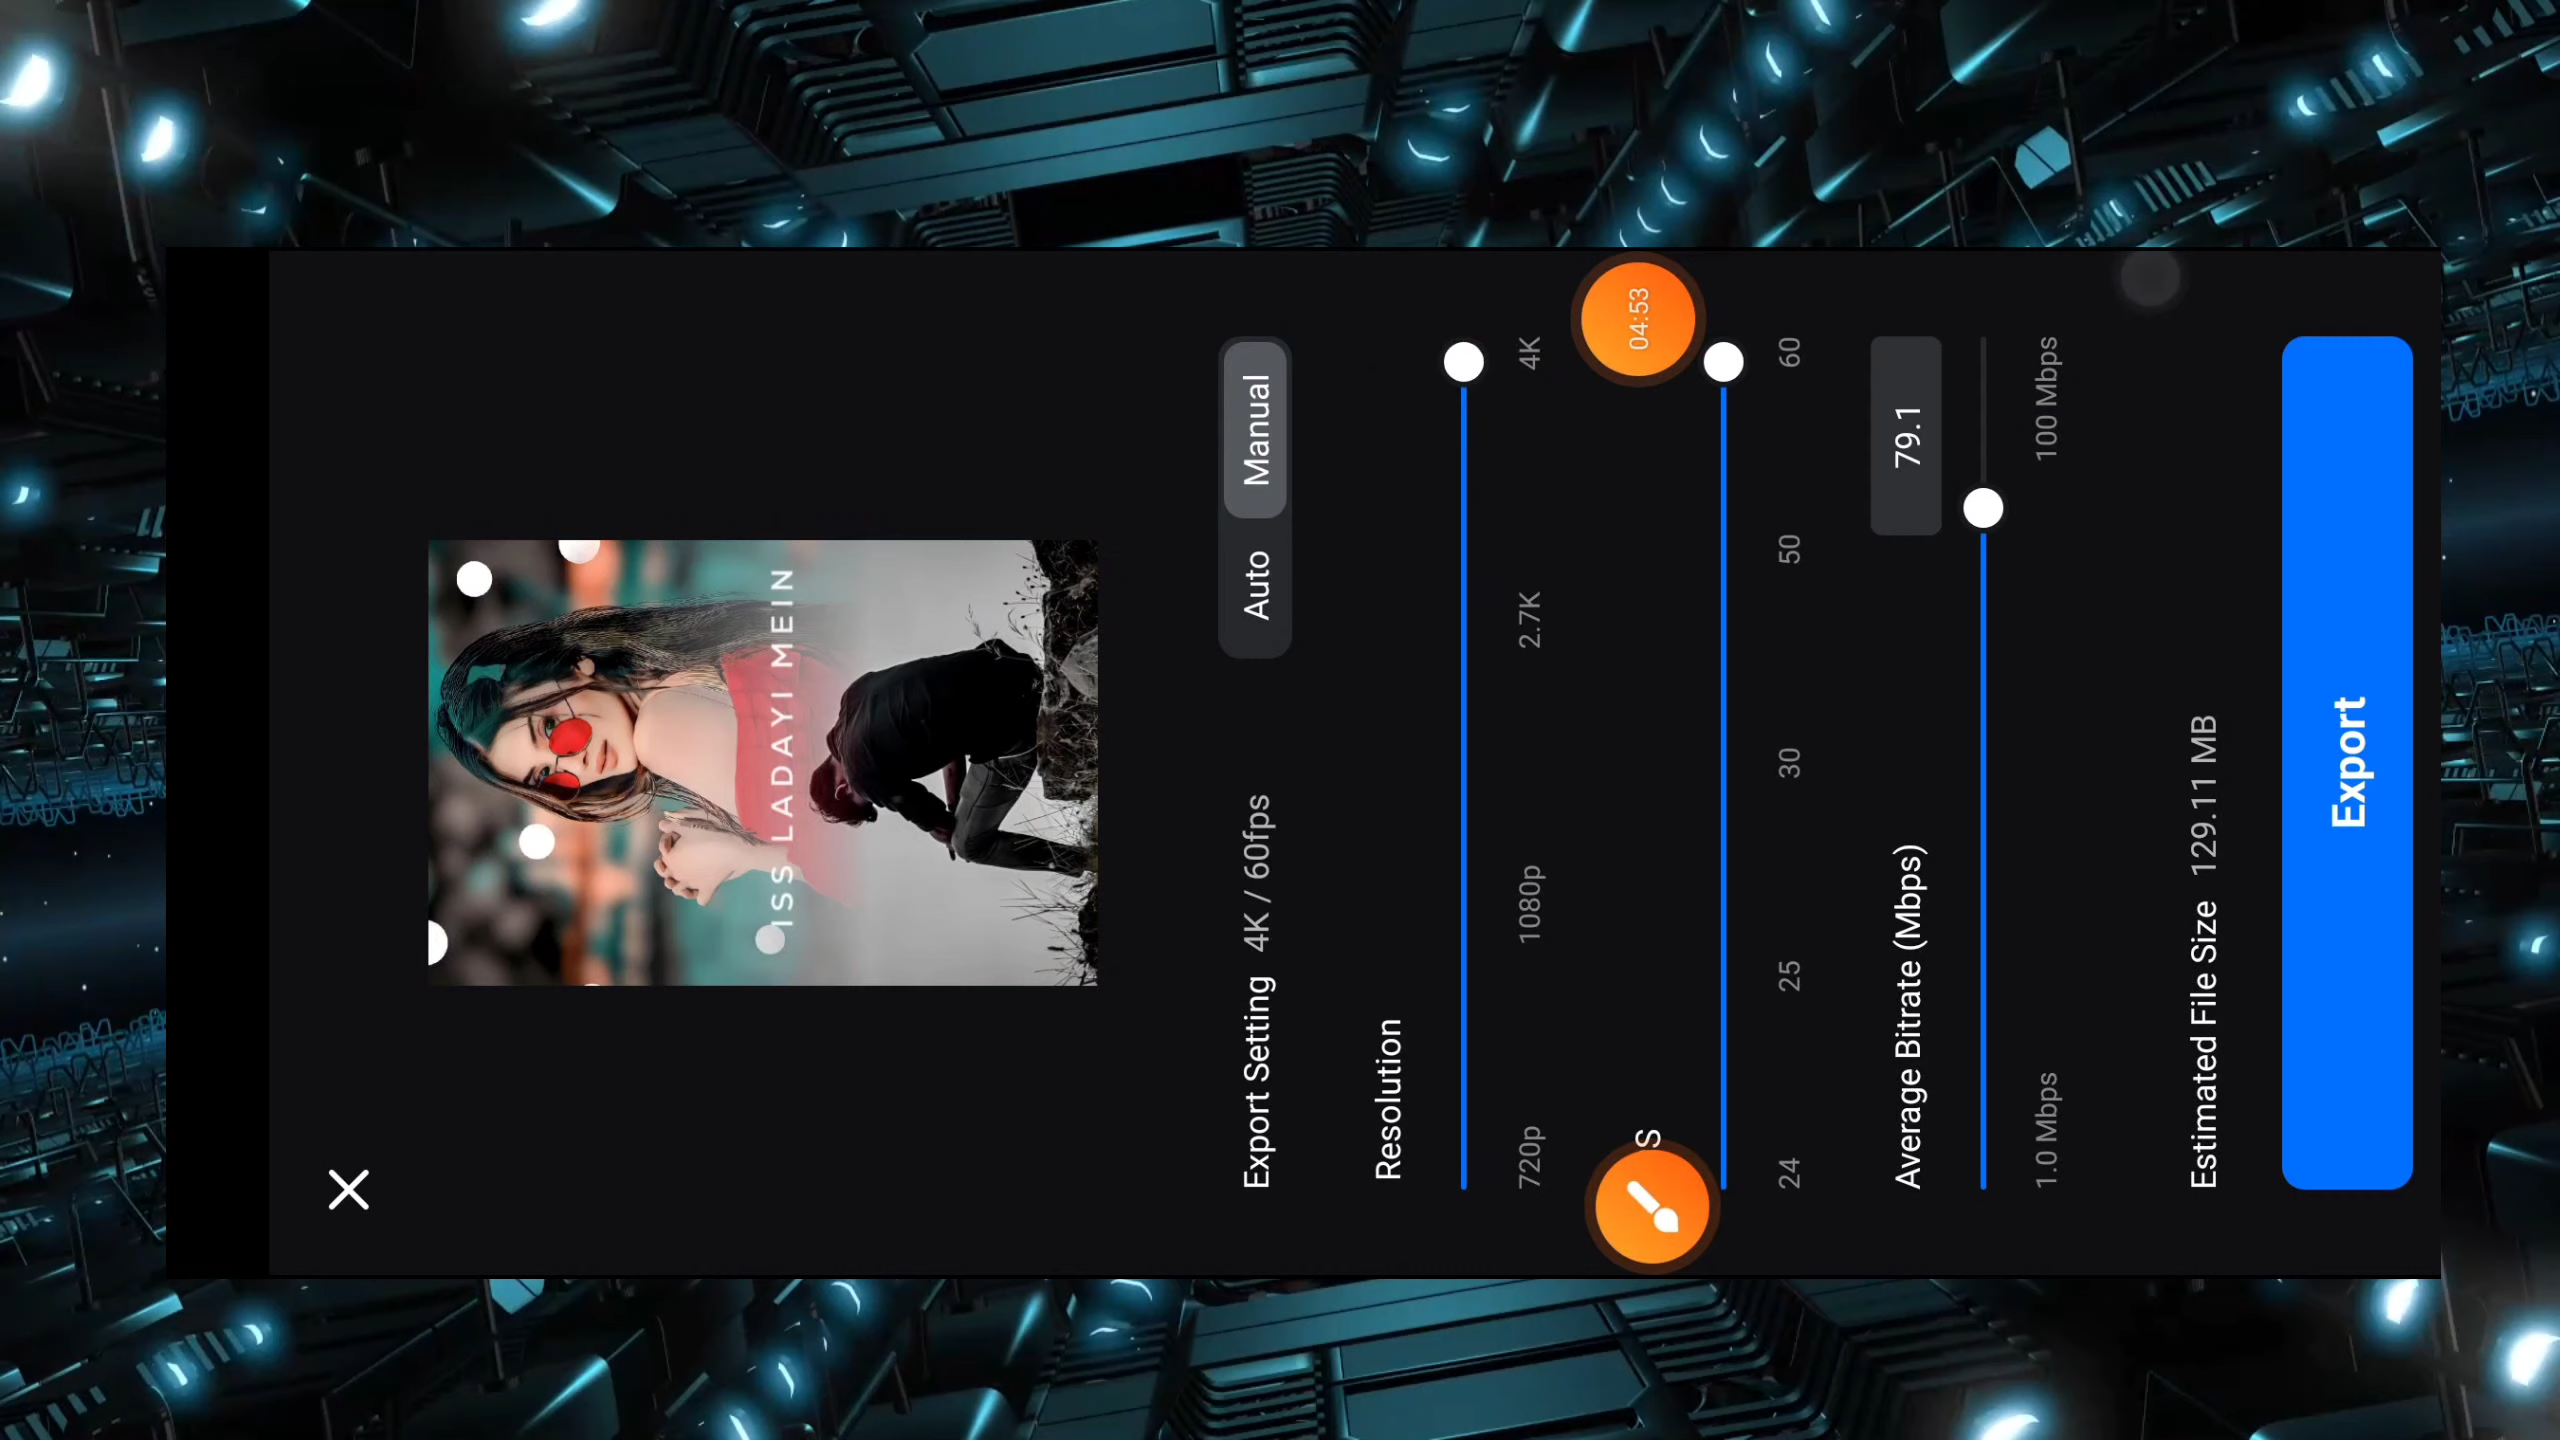 ISS LADAYI MEIN
Export Setting 4K / 60fps
Auto Manual
Resolution
720p 1080p 2.7K 4K
04:53
24 25 30 50 60
Average Bitrate (Mbps) 79.1
1.0 Mbps 100 Mbps
Estimated File Size 129.11 MB
Export